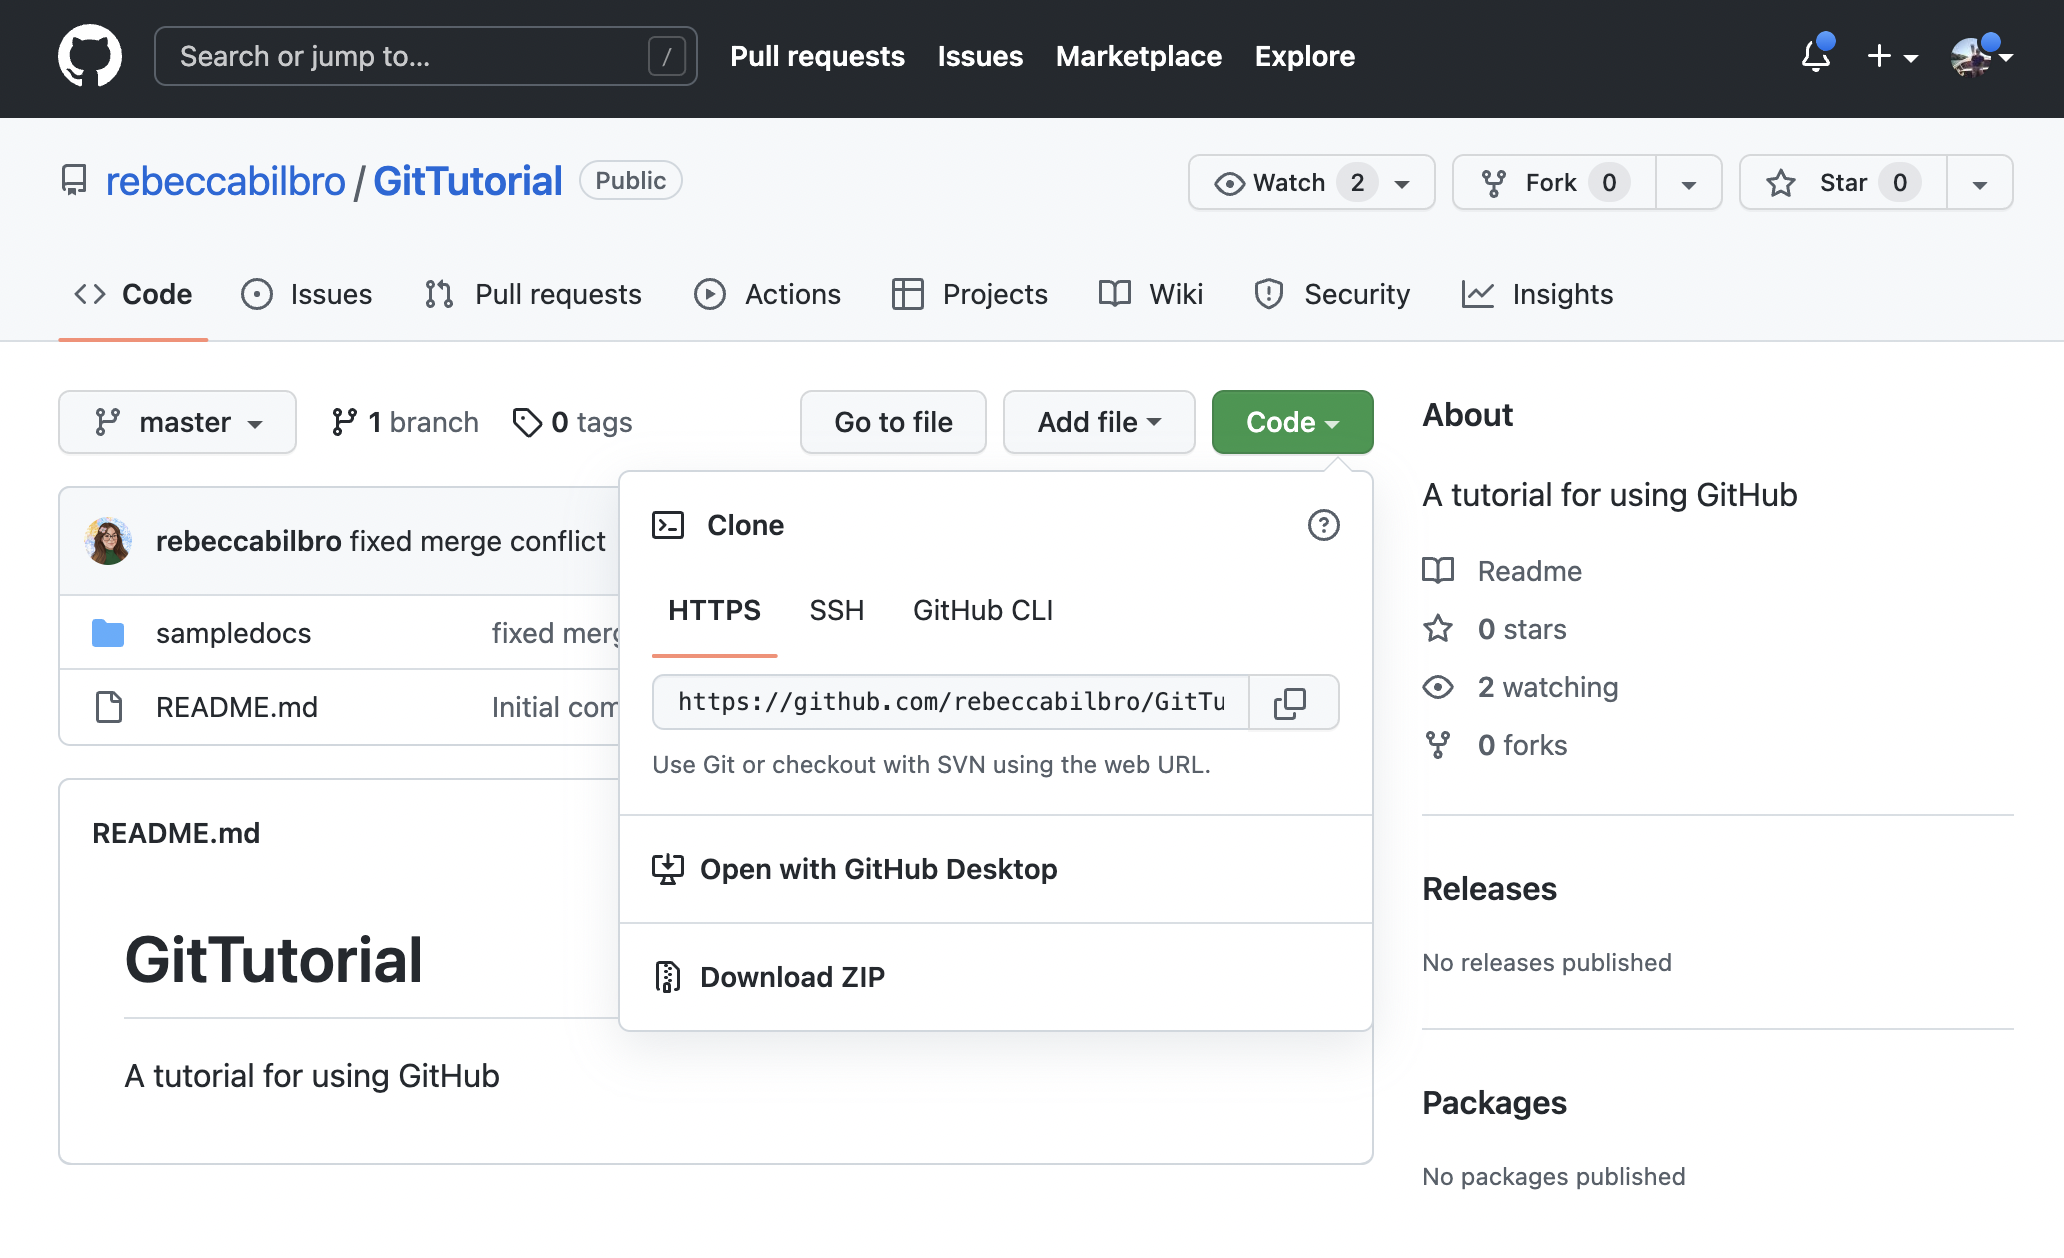 Search or jump to... /
Pull requests Issues Marketplace Explore
rebeccabilbro / GitTutorial Public
Watch 2 Fork 0 Star 0
Code Issues Pull requests Actions Projects Wiki Security Insights
master 1 branch 0 tags Go to file Add file Code
rebeccabilbro fixed merge conflict
sampledocs fixed merg
README.md Initial com
Clone
HTTPS SSH GitHub CLI
https://github.com/rebeccabilbro/GitTu
Use Git or checkout with SVN using the web URL.
Open with GitHub Desktop
Download ZIP
README.md
GitTutorial
A tutorial for using GitHub
About
A tutorial for using GitHub
Readme
0 stars
2 watching
0 forks
Releases
No releases published
Packages
No packages published